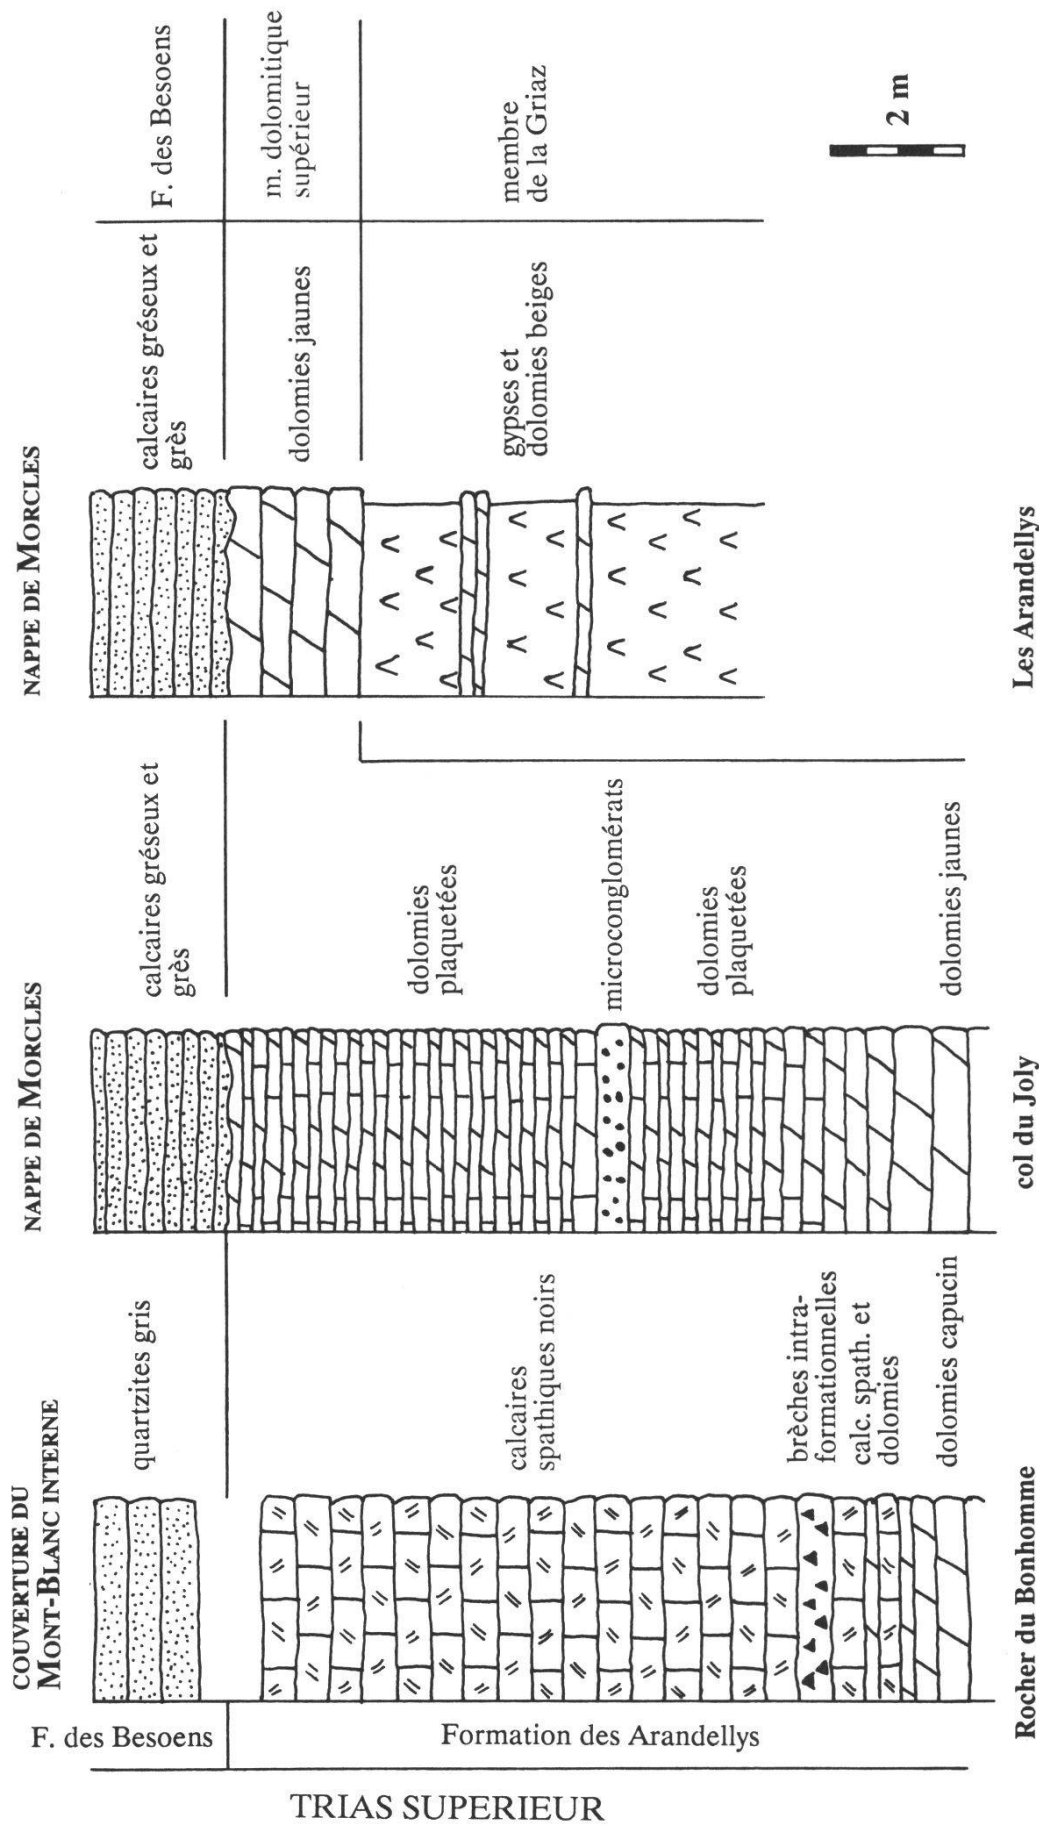 COUVERTURE DU
MONT-BLANC INTERNE
NAPPE DE MORCLES
NAPPE DE MORCLES
TRIAS SUPERIEUR
F. des Besoens
Formation des Arandellys
quartzites gris
calcaires
spathiques noirs
brèches intra-
formationnelles
calc. spath. et
dolomies
dolomies capucin
calcaires gréseux et
grès
dolomies
plaquetées
microconglomérats
dolomies
plaquetées
dolomies jaunes
calcaires gréseux et
grès
dolomies jaunes
gypses et
dolomies beiges
F. des Besoens
m. dolomitique
supérieur
membre
de la Griaz
2 m
Rocher du Bonhomme
col du Joly
Les Arandellys